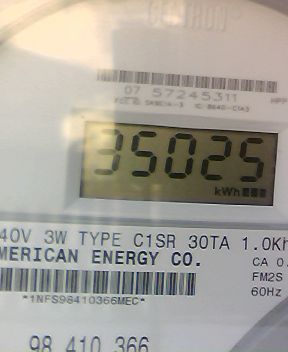 CENTRON
07 57245311
35025
kWh
40V 3W TYPE C1SR 30TA 1.0Kh
MERICAN ENERGY CO.
CA 0.
FM2S
60Hz
*1NFS98410366MEC*
98 410 366